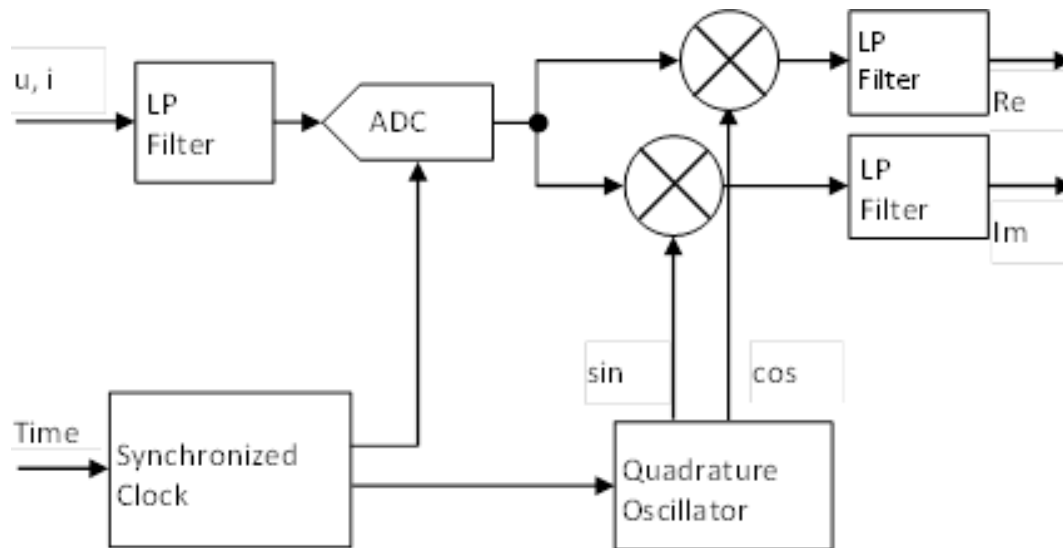 u, i
LP
Filter
ADC
LP
Filter
Re
LP
Filter
Im
sin
cos
Time
Synchronized
Clock
Quadrature
Oscillator